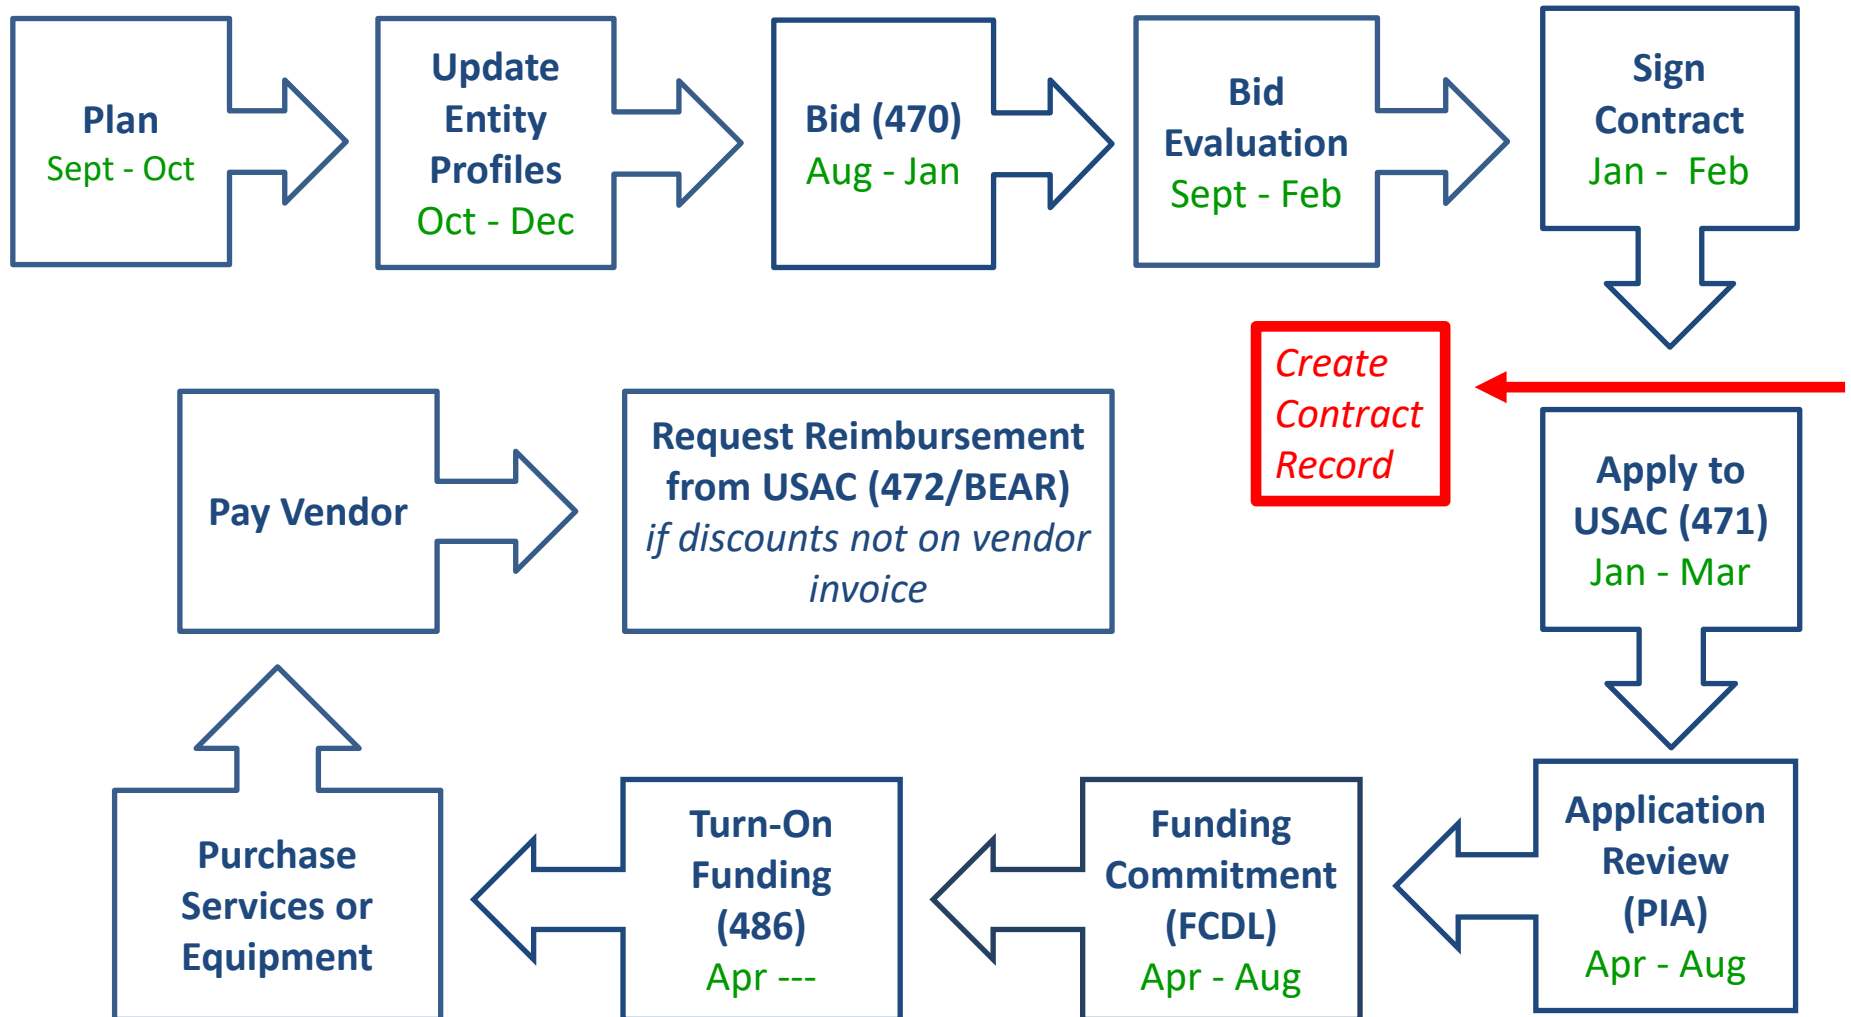 Plan
Sept - Oct
Update
Entity
Profiles
Oct - Dec
Bid (470)
Aug - Jan
Bid
Evaluation
Sept - Feb
Sign
Contract
Jan - Feb
Create
Contract
Record
Apply to
USAC (471)
Jan - Mar
Application
Review
(PIA)
Apr - Aug
Funding
Commitment
(FCDL)
Apr - Aug
Turn-On
Funding
(486)
Apr ---
Purchase
Services or
Equipment
Pay Vendor
Request Reimbursement
from USAC (472/BEAR)
if discounts not on vendor
invoice